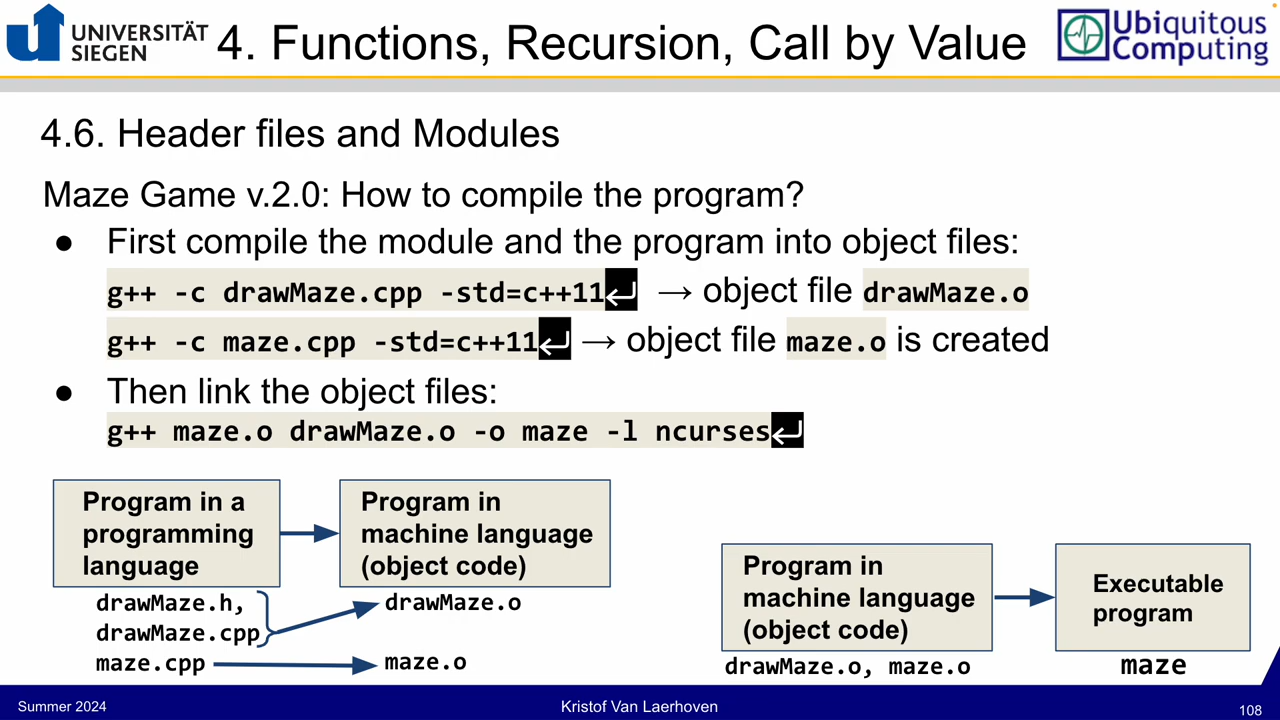 UNIVERSITÄT
SIEGEN
4. Functions, Recursion, Call by Value
Ubiquitous
Computing
4.6. Header files and Modules
Maze Game v.2.0: How to compile the program?
● First compile the module and the program into object files:
g++ -c drawMaze.cpp -std=c++11↵ → object file drawMaze.o
g++ -c maze.cpp -std=c++11↵ → object file maze.o is created
● Then link the object files:
g++ maze.o drawMaze.o -o maze -l ncurses↵
Program in a
programming
language
Program in
machine language
(object code)
drawMaze.h,
drawMaze.cpp
drawMaze.o
maze.cpp
maze.o
Program in
machine language
(object code)
Executable
program
drawMaze.o, maze.o
maze
Summer 2024
Kristof Van Laerhoven
108